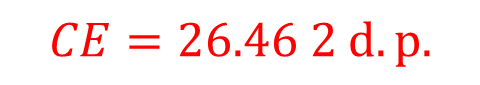 CE = 26.46 2 d.p.